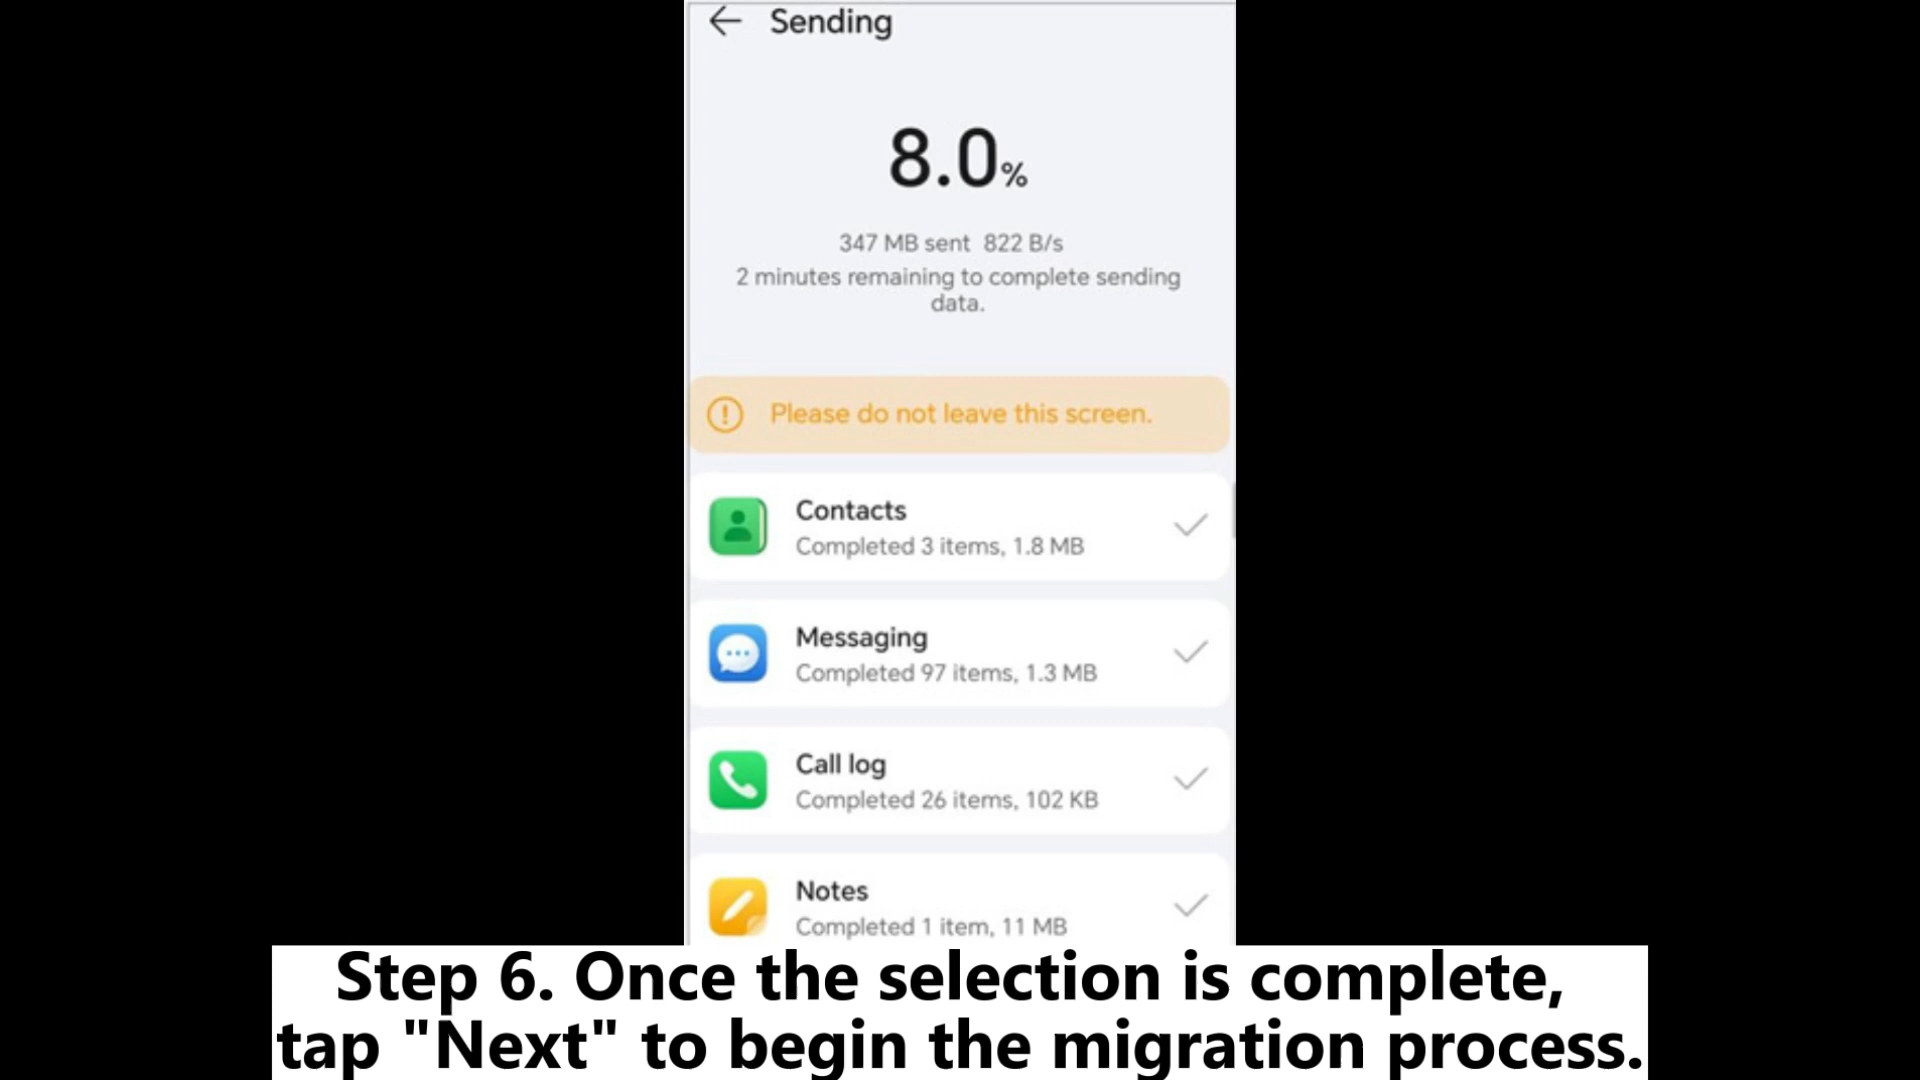 Sending
8.0%
347 MB sent 822 B/s
2 minutes remaining to complete sending
data.
Please do not leave this screen.
Contacts
Completed 3 items, 1.8 MB
Messaging
Completed 97 items, 1.3 MB
Call log
Completed 26 items, 102 KB
Notes
Completed 1 item, 11 MB
Step 6. Once the selection is complete,
tap "Next" to begin the migration process.